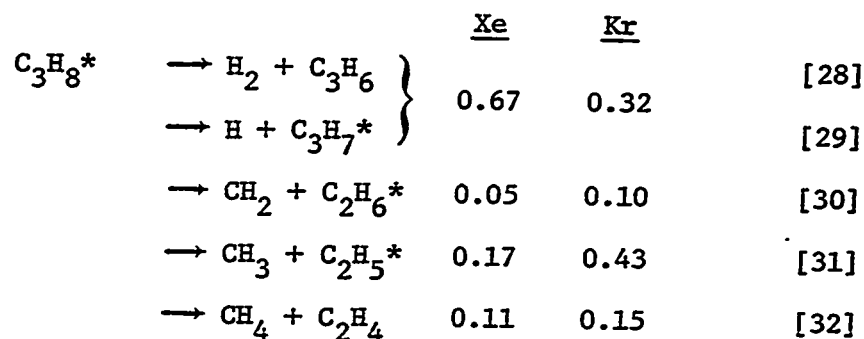 Xe Kr
C₃H₈* → H₂ + C₃H₆ [28]
} 0.67 0.32
→ H + C₃H₇* [29]
→ CH₂ + C₂H₆* 0.05 0.10 [30]
→ CH₃ + C₂H₅* 0.17 0.43 [31]
→ CH₄ + C₂H₄ 0.11 0.15 [32]